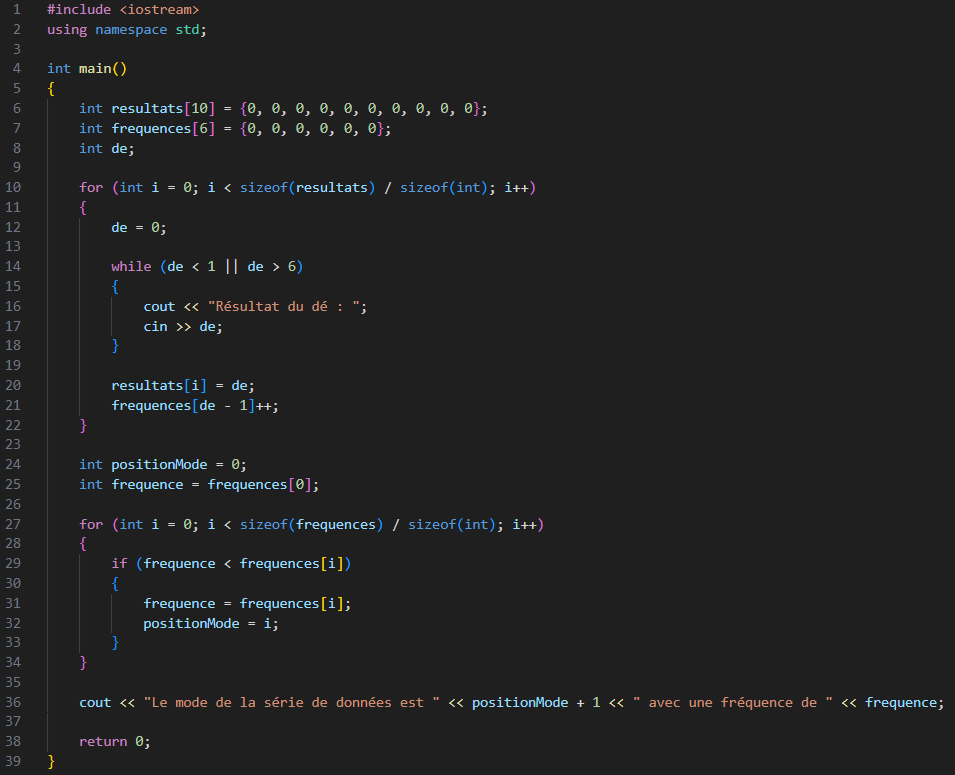 1 #include <iostream>
2 using namespace std;
3
4 int main()
5 {
6     int resultats[10] = {0, 0, 0, 0, 0, 0, 0, 0, 0, 0};
7     int frequences[6] = {0, 0, 0, 0, 0, 0};
8     int de;
9
10     for (int i = 0; i < sizeof(resultats) / sizeof(int); i++)
11     {
12         de = 0;
13
14         while (de < 1 || de > 6)
15         {
16             cout << "Résultat du dé : ";
17             cin >> de;
18         }
19
20         resultats[i] = de;
21         frequences[de - 1]++;
22     }
23
24     int positionMode = 0;
25     int frequence = frequences[0];
26
27     for (int i = 0; i < sizeof(frequences) / sizeof(int); i++)
28     {
29         if (frequence < frequences[i])
30         {
31             frequence = frequences[i];
32             positionMode = i;
33         }
34     }
35
36     cout << "Le mode de la série de données est " << positionMode + 1 << " avec une fréquence de " << frequence;
37
38     return 0;
39 }